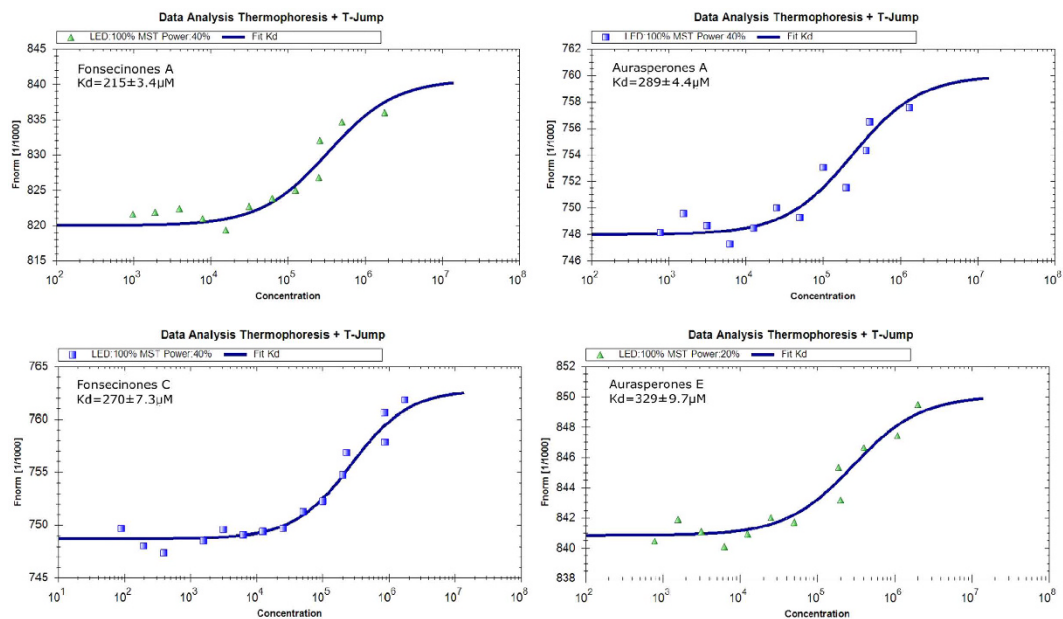 Data Analysis Thermophoresis + T-Jump
LED:100% MST Power:40% Fit Kd
Fonsecinones A
Kd=215±3.4μM
Fnorm [1/1000]
845
840
835
830
825
820
815
10^2 10^3 10^4 10^5 10^6 10^7 10^8
Concentration
Data Analysis Thermophoresis + T-Jump
LED:100% MST Power 40% Fit Kd
Aurasperones A
Kd=289±4.4μM
Fnorm [1/1000]
762
760
758
756
754
752
750
748
746
10^2 10^3 10^4 10^5 10^6 10^7 10^8
Concentration
Data Analysis Thermophoresis + T-Jump
LED:100% MST Power:40% Fit Kd
Fonsecinones C
Kd=270±7.3μM
Fnorm [1/1000]
765
760
755
750
745
10^1 10^2 10^3 10^4 10^5 10^6 10^7 10^8
Concentration
Data Analysis Thermophoresis + T-Jump
LED:100% MST Power:20% Fit Kd
Aurasperones E
Kd=329±9.7μM
Fnorm [1/1000]
852
850
848
846
844
842
840
838
10^2 10^3 10^4 10^5 10^6 10^7 10^8
Concentration